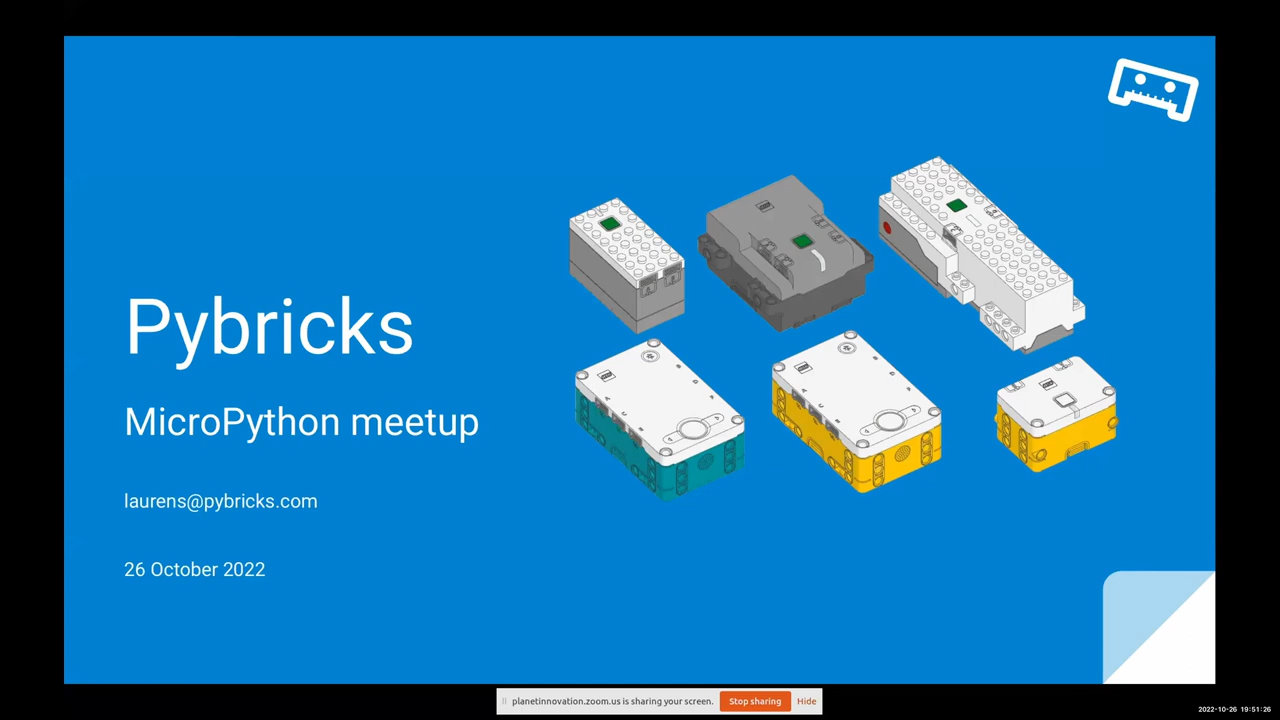 Pybricks
MicroPython meetup
laurens@pybricks.com
26 October 2022
planetinnovation.zoom.us is sharing your screen. Stop sharing Hide
2022-10-26 19:51:26